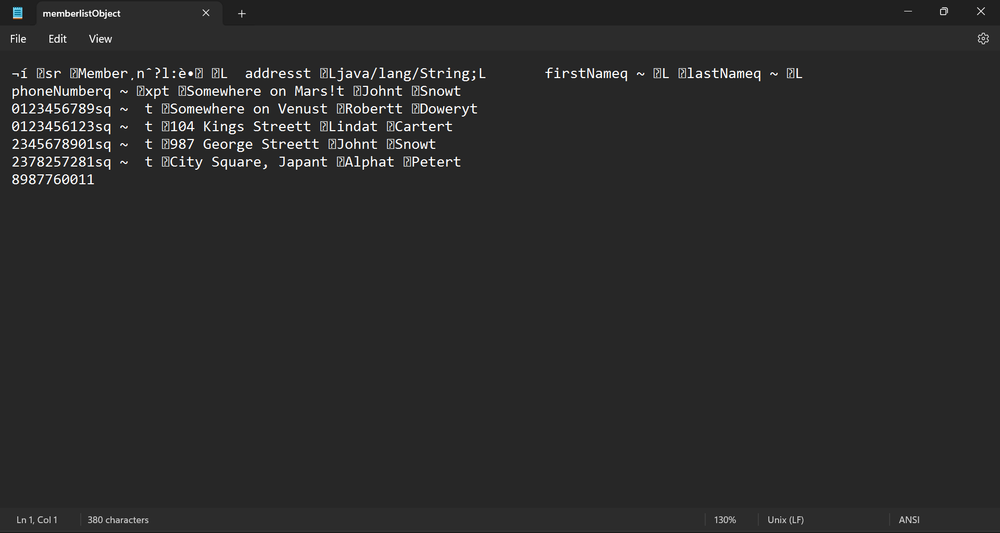 memberlistObject
File Edit View
¬í �sr �Member¸nˆ?l:è•� �L addresst �Ljava/lang/String;L firstNameq ~ �L �lastNameq ~ �L
phoneNumberq ~ �xpt �Somewhere on Mars!t �Johnt �Snowt
0123456789sq ~ t �Somewhere on Venust �Robertt �Doweryt
0123456123sq ~ t �104 Kings Streett �Lindat �Cartert
2345678901sq ~ t �987 George Streett �Johnt �Snowt
2378257281sq ~ t �City Square, Japant �Alphat �Petert
8987760011
Ln 1, Col 1 380 characters 130% Unix (LF) ANSI